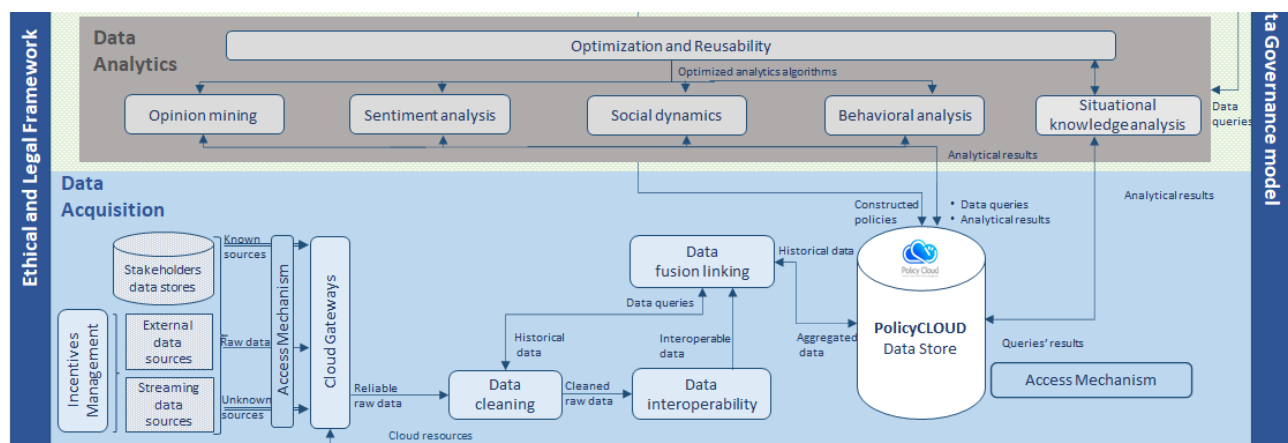 Ethical and Legal Framework
ta Governance model
Data
Analytics
Optimization and Reusability
Optimized analytics algorithms
Opinion mining
Sentiment analysis
Social dynamics
Behavioral analysis
Situational
knowledge analysis
Data
queries
Analytical results
Data
Acquisition
Constructed
policies
• Data queries
• Analytical results
Analytical results
Known
sources
Stakeholders
data stores
Access Mechanism
Cloud Gateways
Data
fusion linking
Historical data
Policy Cloud
Incentives
Management
External
data
sources
Raw data
Data queries
Historical
data
Interoperable
data
Aggregated
data
PolicyCLOUD
Data Store
Queries' results
Streaming
data
sources
Unknown
sources
Reliable
raw data
Data
cleaning
Cleaned
raw data
Data
interoperability
Access Mechanism
Cloud resources